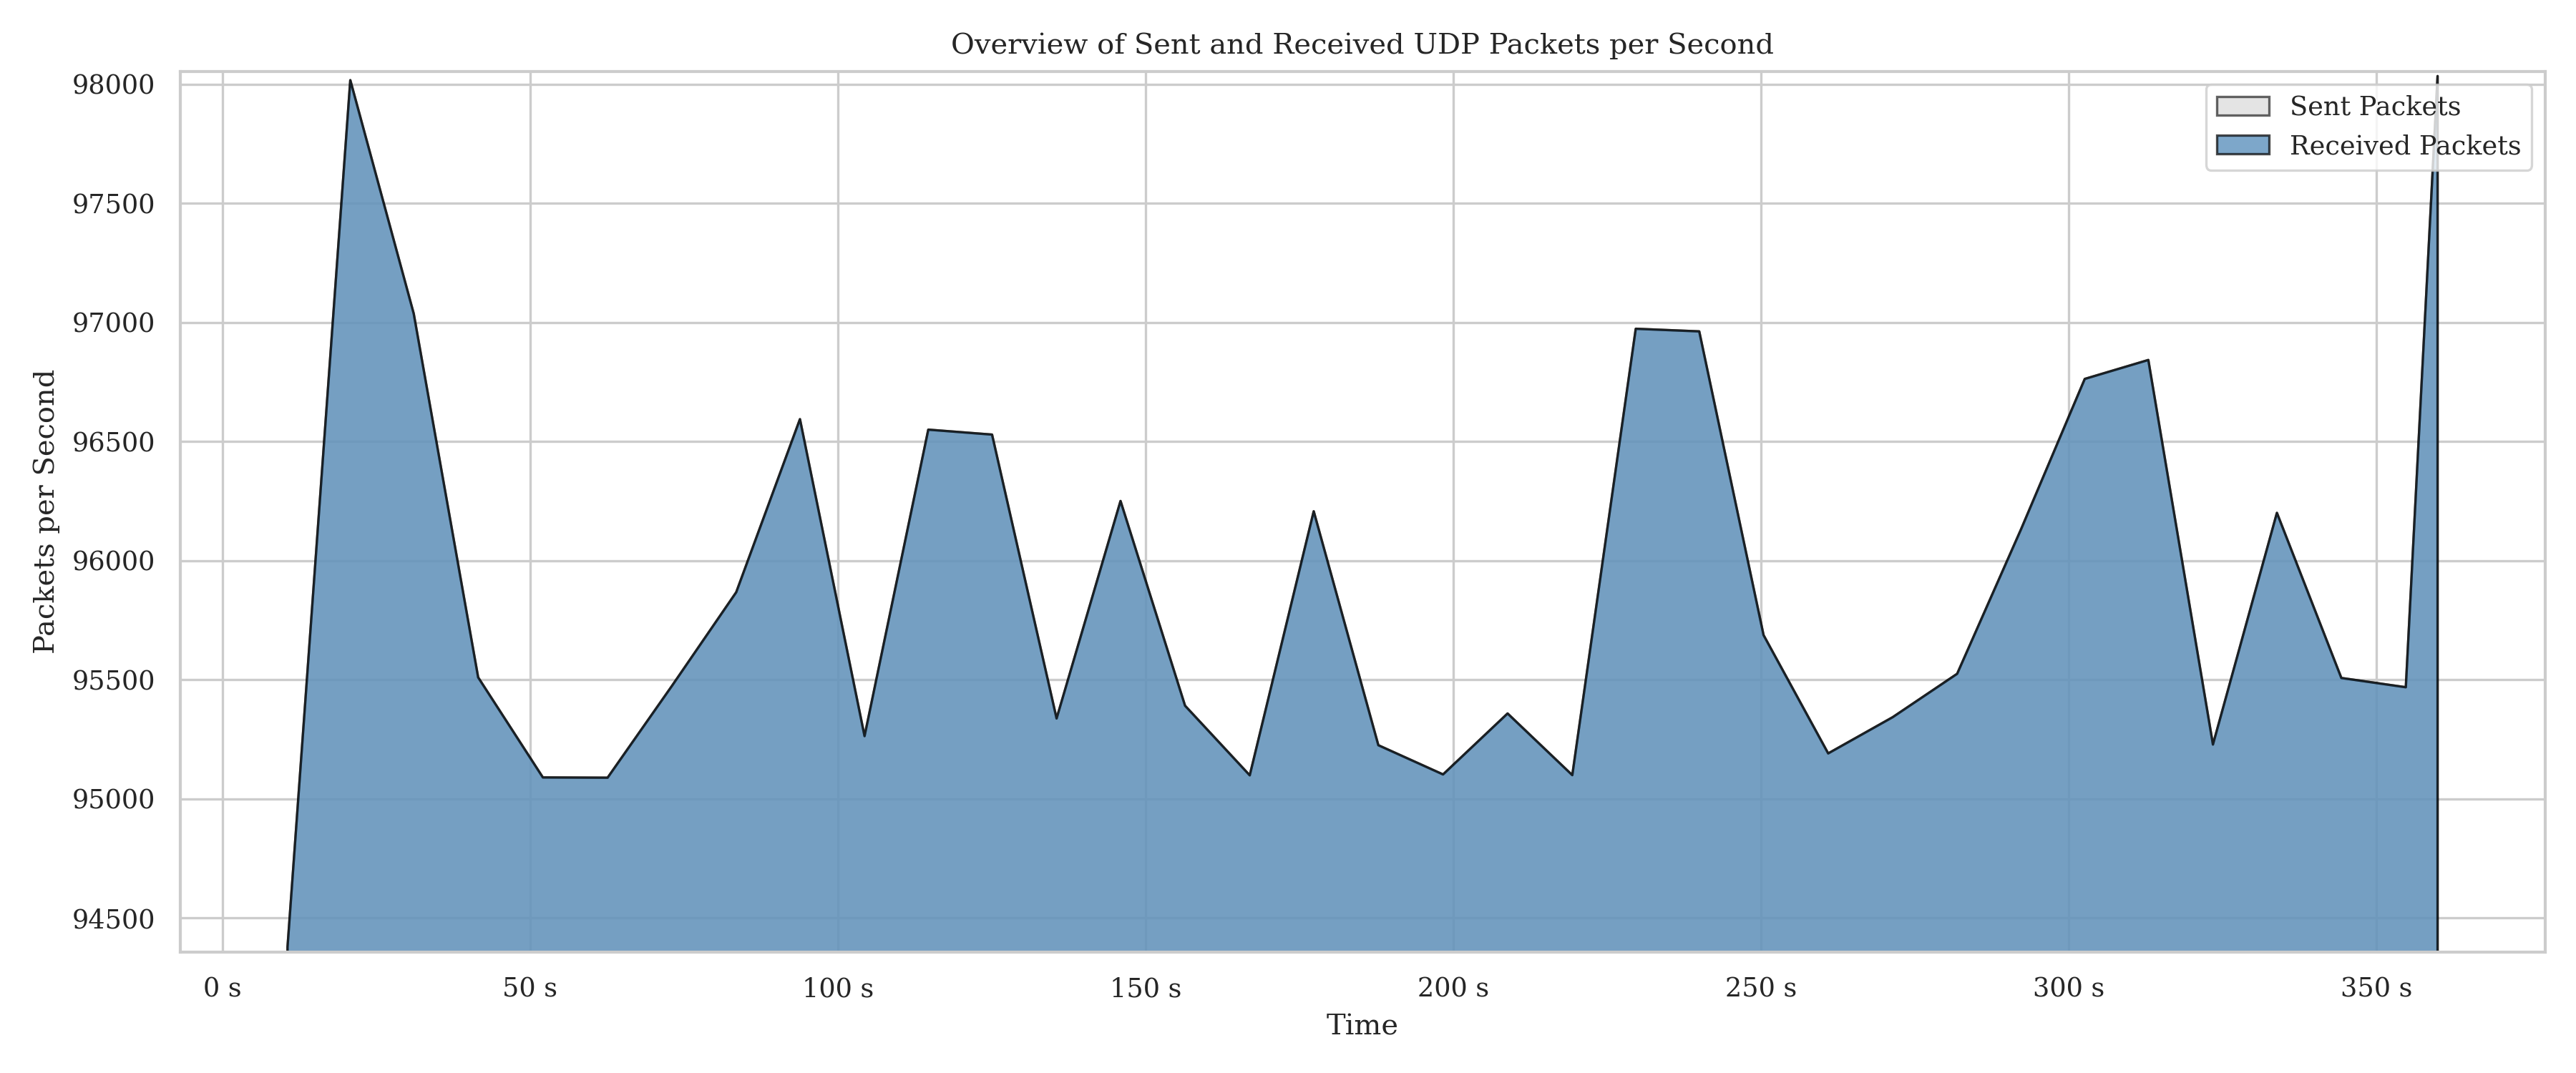 Overview of Sent and Received UDP Packets per Second
98000
97500
97000
96500
96000
95500
95000
94500
Packets per Second
Sent Packets
Received Packets
0 s
50 s
100 s
150 s
200 s
250 s
300 s
350 s
Time